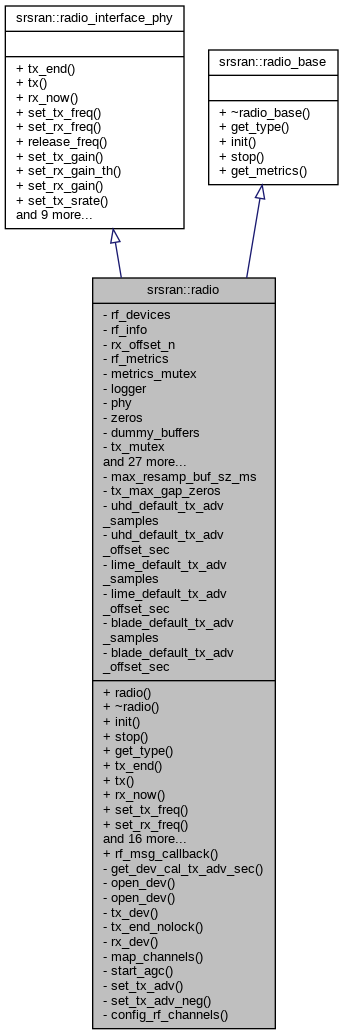 srsran::radio_interface_phy
+ tx_end()
+ tx()
+ rx_now()
+ set_tx_freq()
+ set_rx_freq()
+ release_freq()
+ set_tx_gain()
+ set_rx_gain_th()
+ set_rx_gain()
+ set_tx_srate()
and 9 more...
srsran::radio_base
+ ~radio_base()
+ get_type()
+ init()
+ stop()
+ get_metrics()
srsran::radio
- rf_devices
- rf_info
- rx_offset_n
- rf_metrics
- metrics_mutex
- logger
- phy
- zeros
- dummy_buffers
- tx_mutex
and 27 more...
- max_resamp_buf_sz_ms
- tx_max_gap_zeros
- uhd_default_tx_adv
_samples
- uhd_default_tx_adv
_offset_sec
- lime_default_tx_adv
_samples
- lime_default_tx_adv
_offset_sec
- blade_default_tx_adv
_samples
- blade_default_tx_adv
_offset_sec
+ radio()
+ ~radio()
+ init()
+ stop()
+ get_type()
+ tx_end()
+ tx()
+ rx_now()
+ set_tx_freq()
+ set_rx_freq()
and 16 more...
+ rf_msg_callback()
- get_dev_cal_tx_adv_sec()
- open_dev()
- open_dev()
- tx_dev()
- tx_end_nolock()
- rx_dev()
- map_channels()
- start_agc()
- set_tx_adv()
- set_tx_adv_neg()
- config_rf_channels()